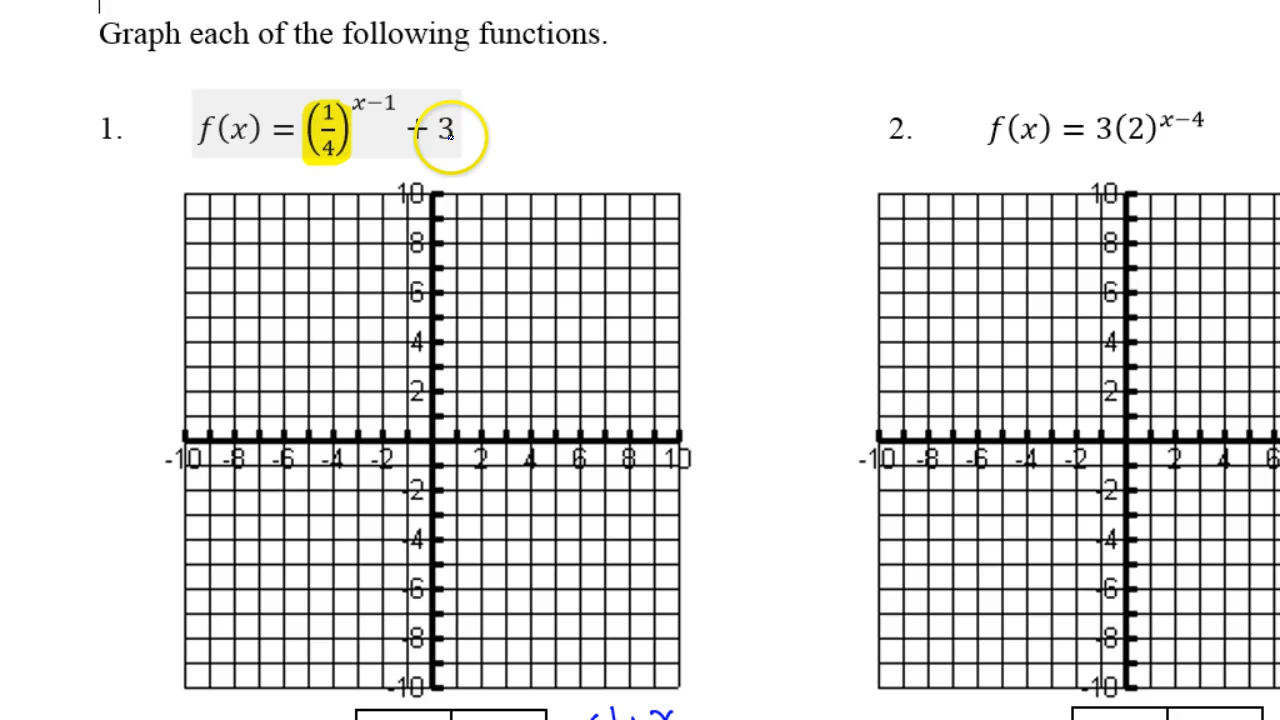 Graph each of the following functions.
1. f(x) = (1/4)^{x−1} + 3
2. f(x) = 3(2)^{x−4}
10 10
8 8
6 6
4 4
2 2
-10 -8 -6 -4 -2 2 4 6 8 10 -10 -8 -6 -4 -2 2 4 6
-2 -2
-4 -4
-6 -6
-8 -8
-10 -10